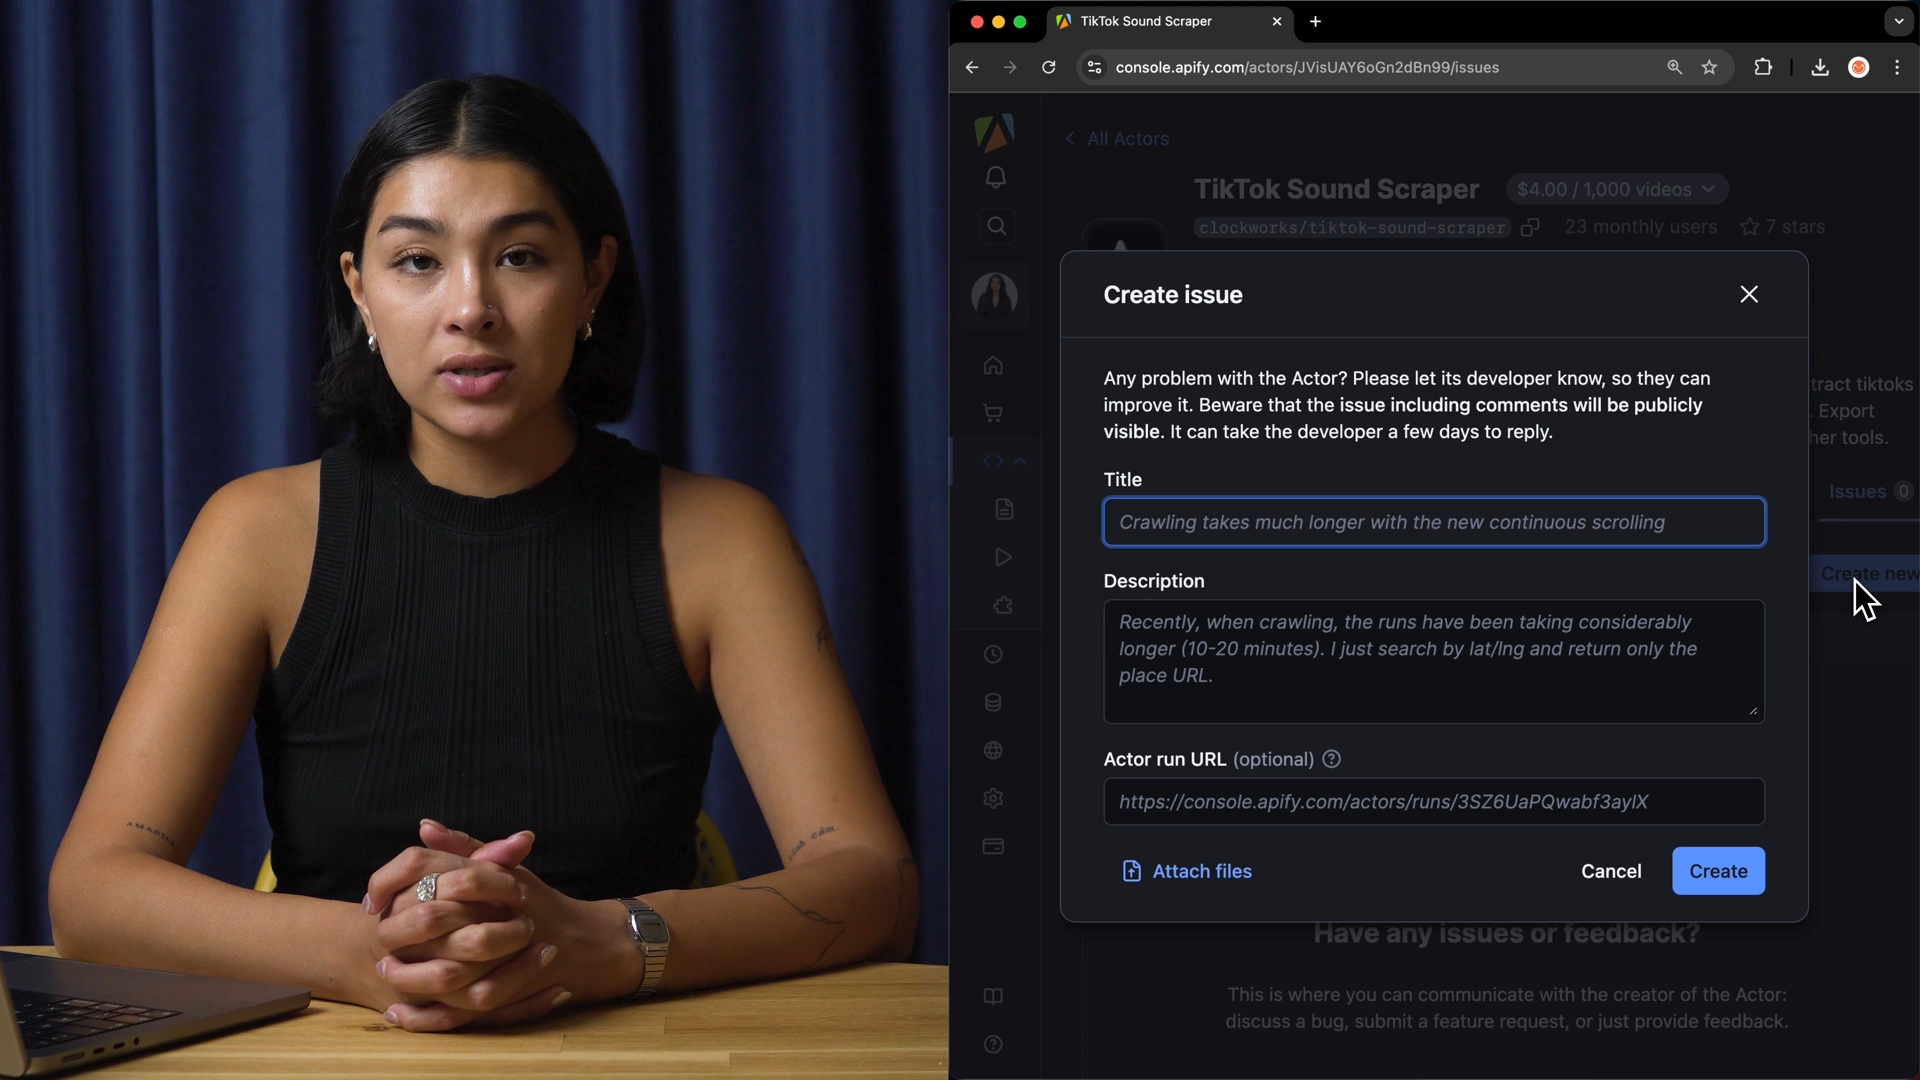 TikTok Sound Scraper
console.apify.com/actors/JVisUAY6oGn2dBn99/issues
All Actors
TikTok Sound Scraper
$4.00 / 1,000 videos
clockworks/tiktok-sound-scraper
23 monthly users
7 stars
Create issue
Any problem with the Actor? Please let its developer know, so they can
improve it. Beware that the issue including comments will be publicly
visible. It can take the developer a few days to reply.
tract tiktoks
. Export
her tools.
Title
Crawling takes much longer with the new continuous scrolling
Issues 0
Create new
Description
Recently, when crawling, the runs have been taking considerably
longer (10-20 minutes). I just search by lat/lng and return only the
place URL.
Actor run URL (optional)
https://console.apify.com/actors/runs/3SZ6UaPQwabf3aylX
Attach files
Cancel
Create
Have any issues or feedback?
This is where you can communicate with the creator of the Actor:
discuss a bug, submit a feature request, or just provide feedback.